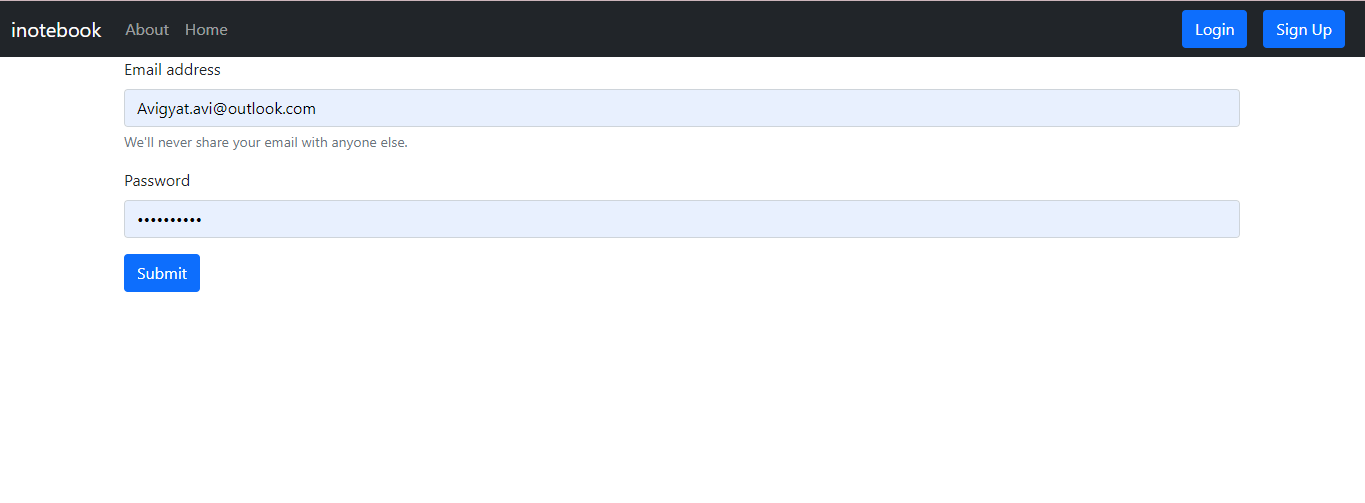 inotebook About Home Login Sign Up
Email address
Avigyat.avi@outlook.com
We'll never share your email with anyone else.
Password
••••••••••
Submit